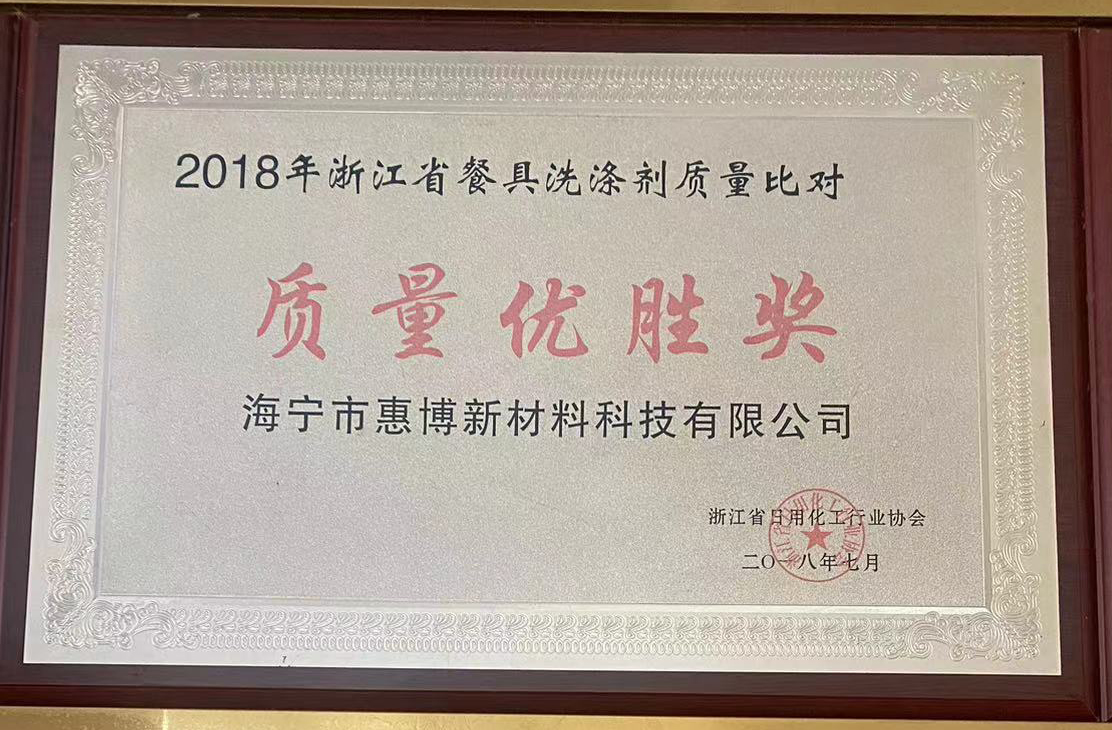 2018年浙江省餐具洗涤剂质量比对
质量优胜奖
海宁市惠博新材料科技有限公司
浙江省日用化工行业协会
二〇一八年七月